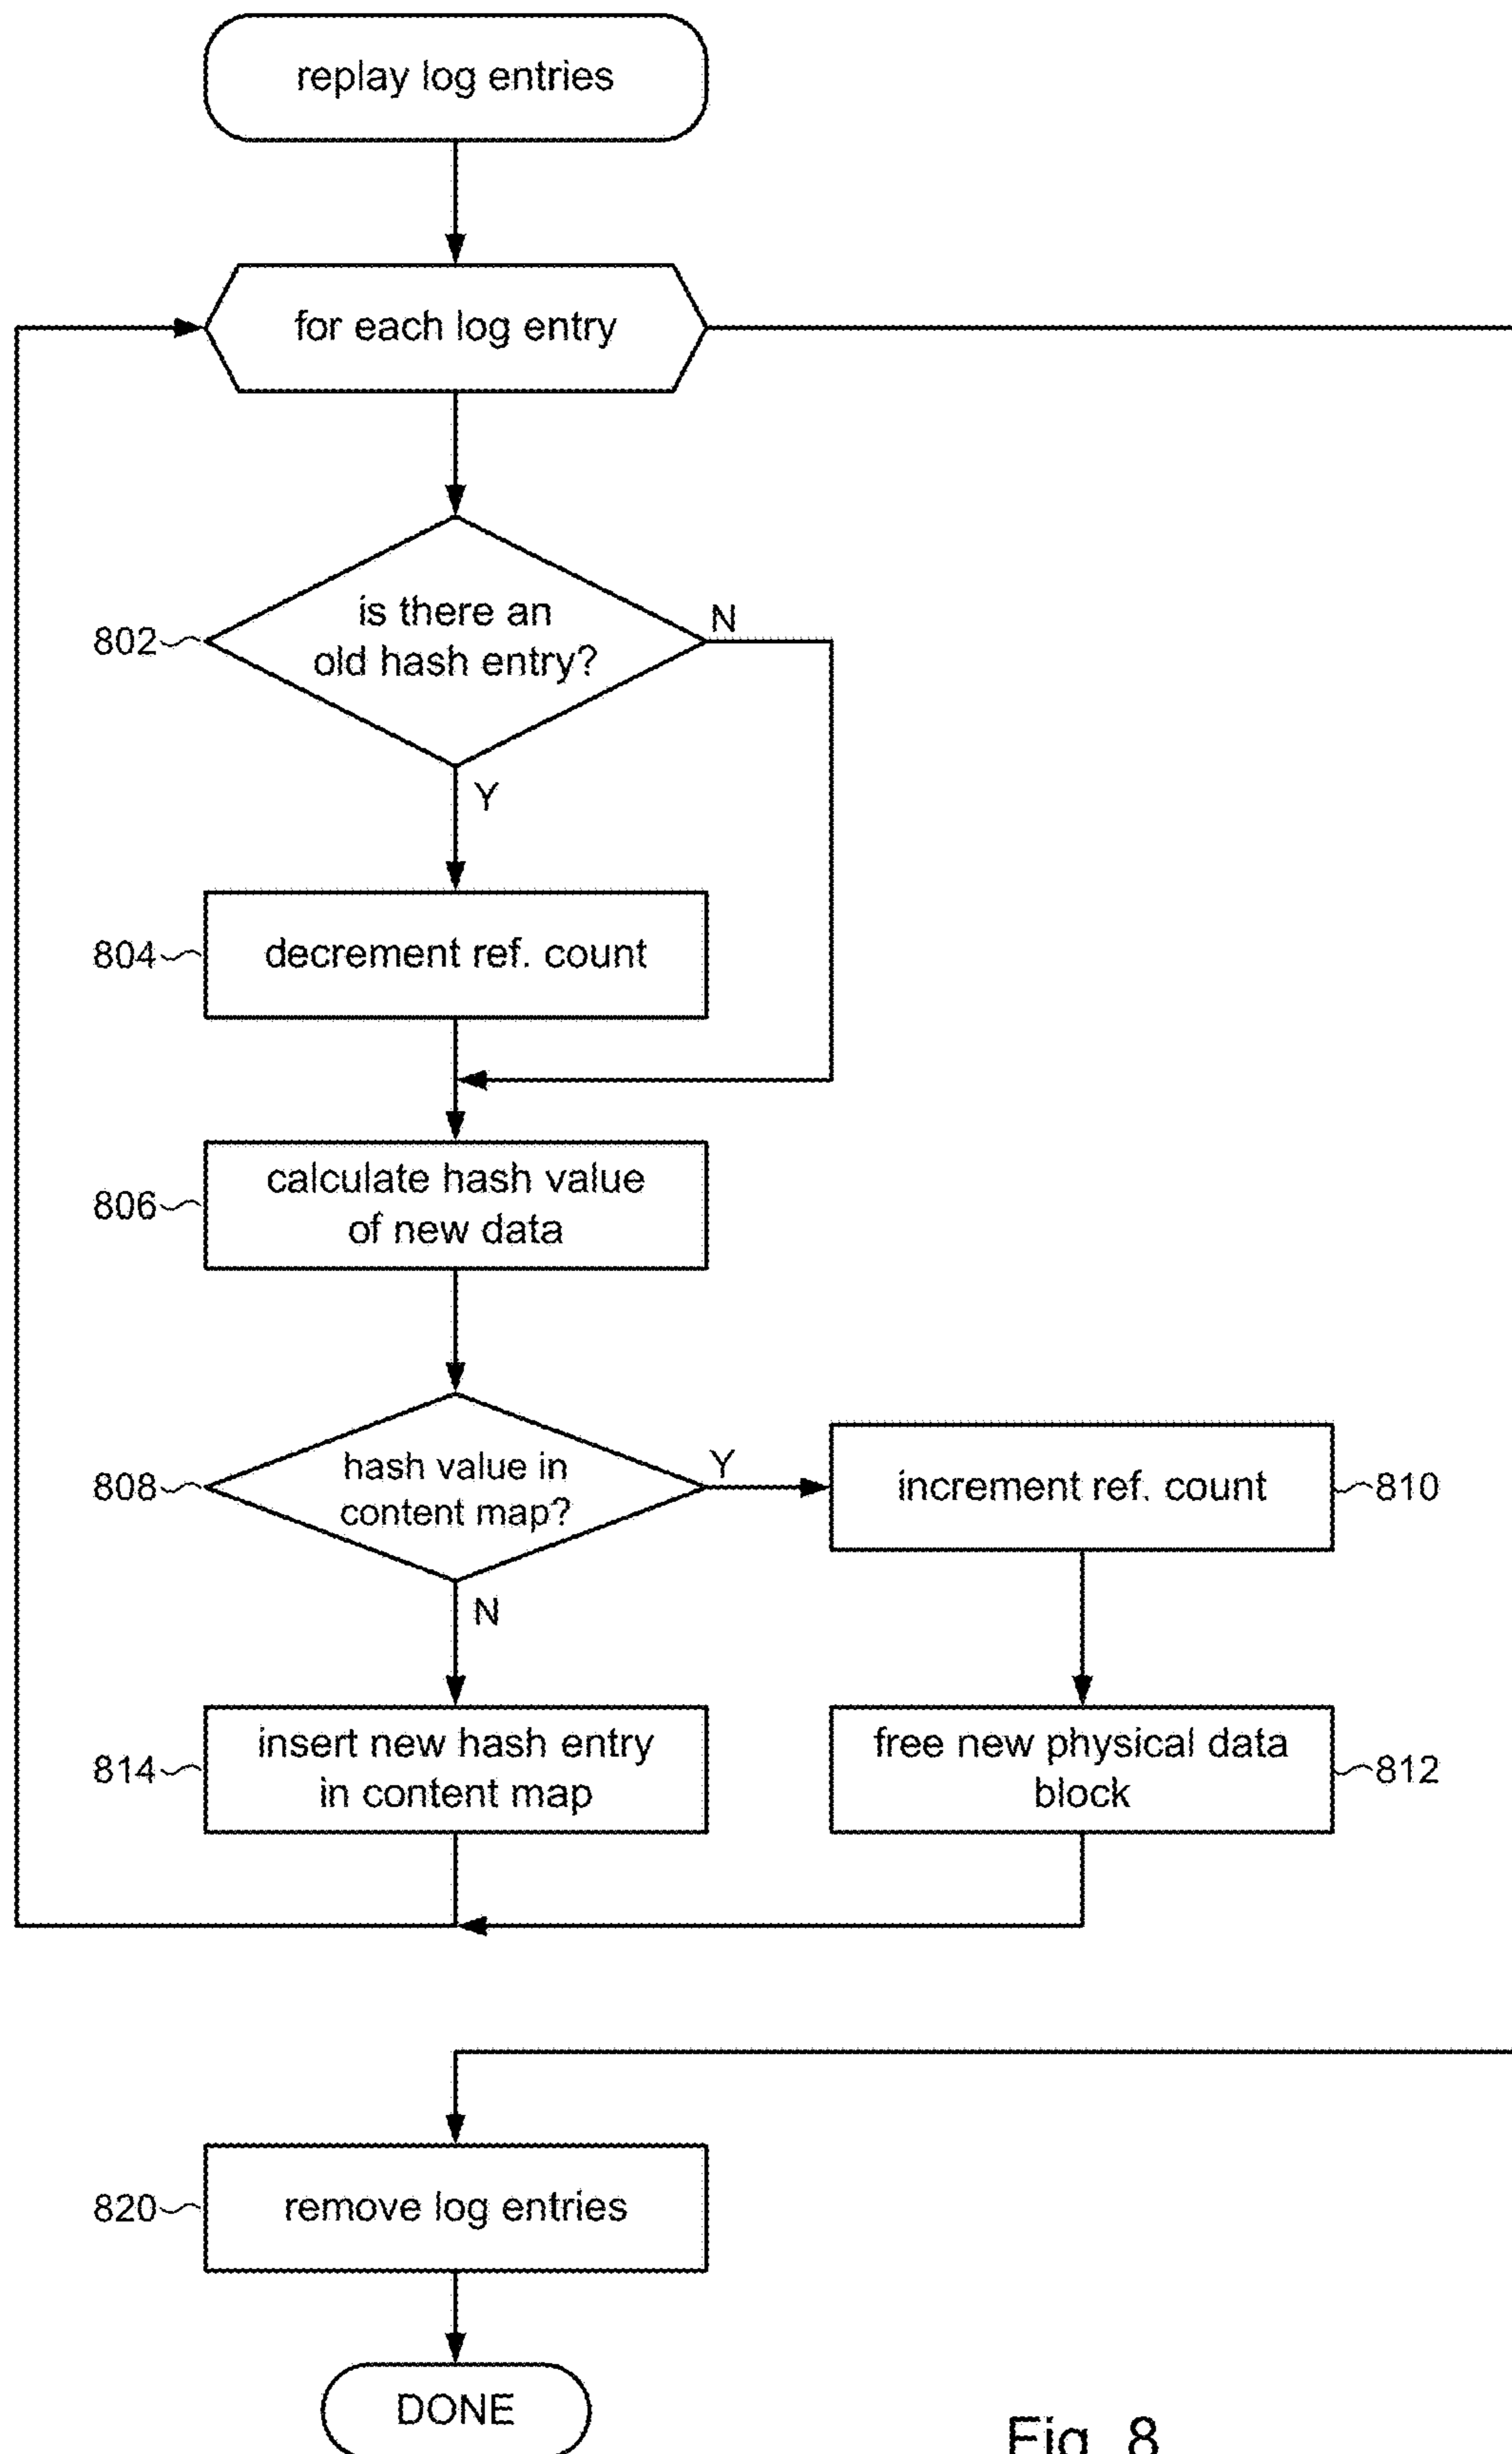 replay log entries
for each log entry
802
is there an
old hash entry?
N
Y
804
decrement ref. count
806
calculate hash value
of new data
808
hash value in
content map?
Y
increment ref. count
810
N
814
insert new hash entry
in content map
free new physical data
block
812
820
remove log entries
DONE
Fig. 8